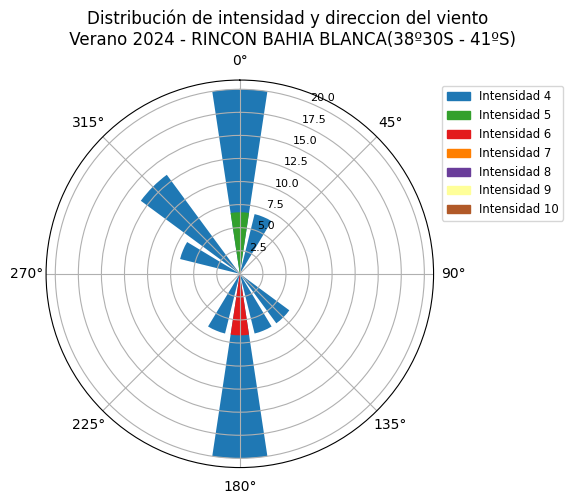 Distribución de intensidad y direccion del viento
Verano 2024 - RINCON BAHIA BLANCA(38º30S - 41ºS)
0°
45°
90°
135°
180°
225°
270°
315°
2.5
5.0
7.5
10.0
12.5
15.0
17.5
20.0
Intensidad 4
Intensidad 5
Intensidad 6
Intensidad 7
Intensidad 8
Intensidad 9
Intensidad 10